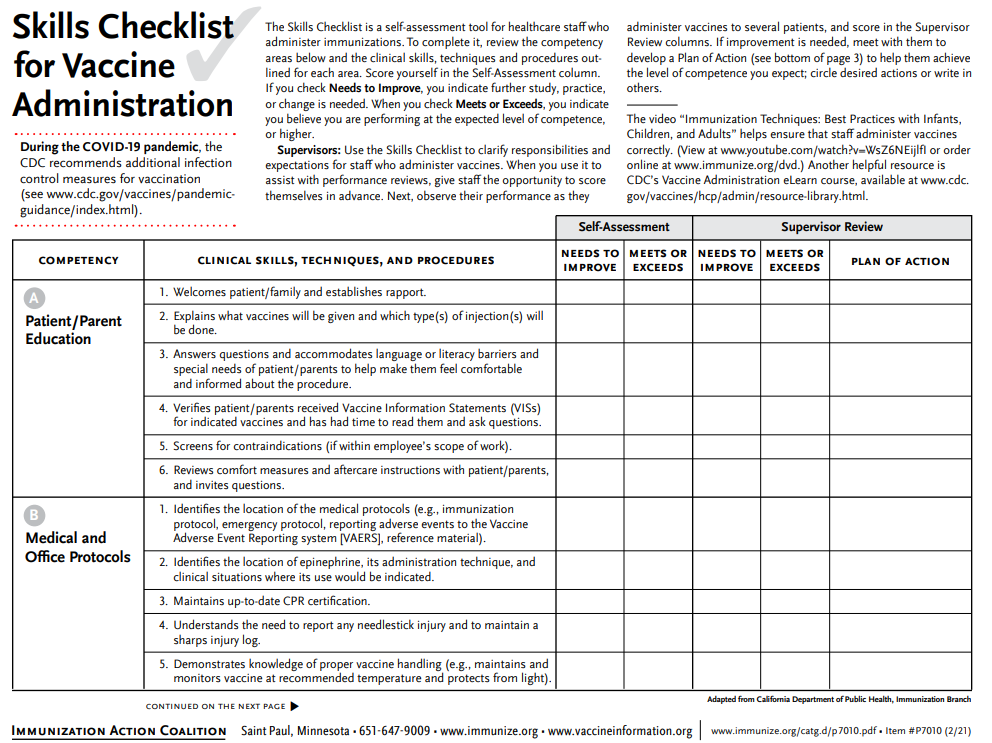 Skills Checklist
for Vaccine
Administration
During the COVID-19 pandemic, the
CDC recommends additional infection
control measures for vaccination
(see www.cdc.gov/vaccines/pandemic-
guidance/index.html).
The Skills Checklist is a self-assessment tool for healthcare staff who
administer immunizations. To complete it, review the competency
areas below and the clinical skills, techniques and procedures out-
lined for each area. Score yourself in the Self-Assessment column.
If you check Needs to Improve, you indicate further study, practice,
or change is needed. When you check Meets or Exceeds, you indicate
you believe you are performing at the expected level of competence,
or higher.
Supervisors: Use the Skills Checklist to clarify responsibilities and
expectations for staff who administer vaccines. When you use it to
assist with performance reviews, give staff the opportunity to score
themselves in advance. Next, observe their performance as they
administer vaccines to several patients, and score in the Supervisor
Review columns. If improvement is needed, meet with them to
develop a Plan of Action (see bottom of page 3) to help them achieve
the level of competence you expect; circle desired actions or write in
others.
The video “Immunization Techniques: Best Practices with Infants,
Children, and Adults” helps ensure that staff administer vaccines
correctly. (View at www.youtube.com/watch?v=WsZ6NEijlfI or order
online at www.immunize.org/dvd.) Another helpful resource is
CDC’s Vaccine Administration eLearn course, available at www.cdc.
gov/vaccines/hcp/admin/resource-library.html.
Self-Assessment Supervisor Review
COMPETENCY CLINICAL SKILLS, TECHNIQUES, AND PROCEDURES NEEDS TO IMPROVE MEETS OR EXCEEDS NEEDS TO IMPROVE MEETS OR EXCEEDS PLAN OF ACTION
A
Patient/Parent
Education
1. Welcomes patient/family and establishes rapport.
2. Explains what vaccines will be given and which type(s) of injection(s) will
be done.
3. Answers questions and accommodates language or literacy barriers and
special needs of patient/parents to help make them feel comfortable
and informed about the procedure.
4. Verifies patient/parents received Vaccine Information Statements (VISs)
for indicated vaccines and has had time to read them and ask questions.
5. Screens for contraindications (if within employee’s scope of work).
6. Reviews comfort measures and aftercare instructions with patient/parents,
and invites questions.
B
Medical and
Office Protocols
1. Identifies the location of the medical protocols (e.g., immunization
protocol, emergency protocol, reporting adverse events to the Vaccine
Adverse Event Reporting system [VAERS], reference material).
2. Identifies the location of epinephrine, its administration technique, and
clinical situations where its use would be indicated.
3. Maintains up-to-date CPR certification.
4. Understands the need to report any needlestick injury and to maintain a
sharps injury log.
5. Demonstrates knowledge of proper vaccine handling (e.g., maintains and
monitors vaccine at recommended temperature and protects from light).
CONTINUED ON THE NEXT PAGE ▶
Adapted from California Department of Public Health, Immunization Branch
IMMUNIZATION ACTION COALITION Saint Paul, Minnesota • 651-647-9009 • www.immunize.org • www.vaccineinformation.org
www.immunize.org/catg.d/p7010.pdf • Item #P7010 (2/21)